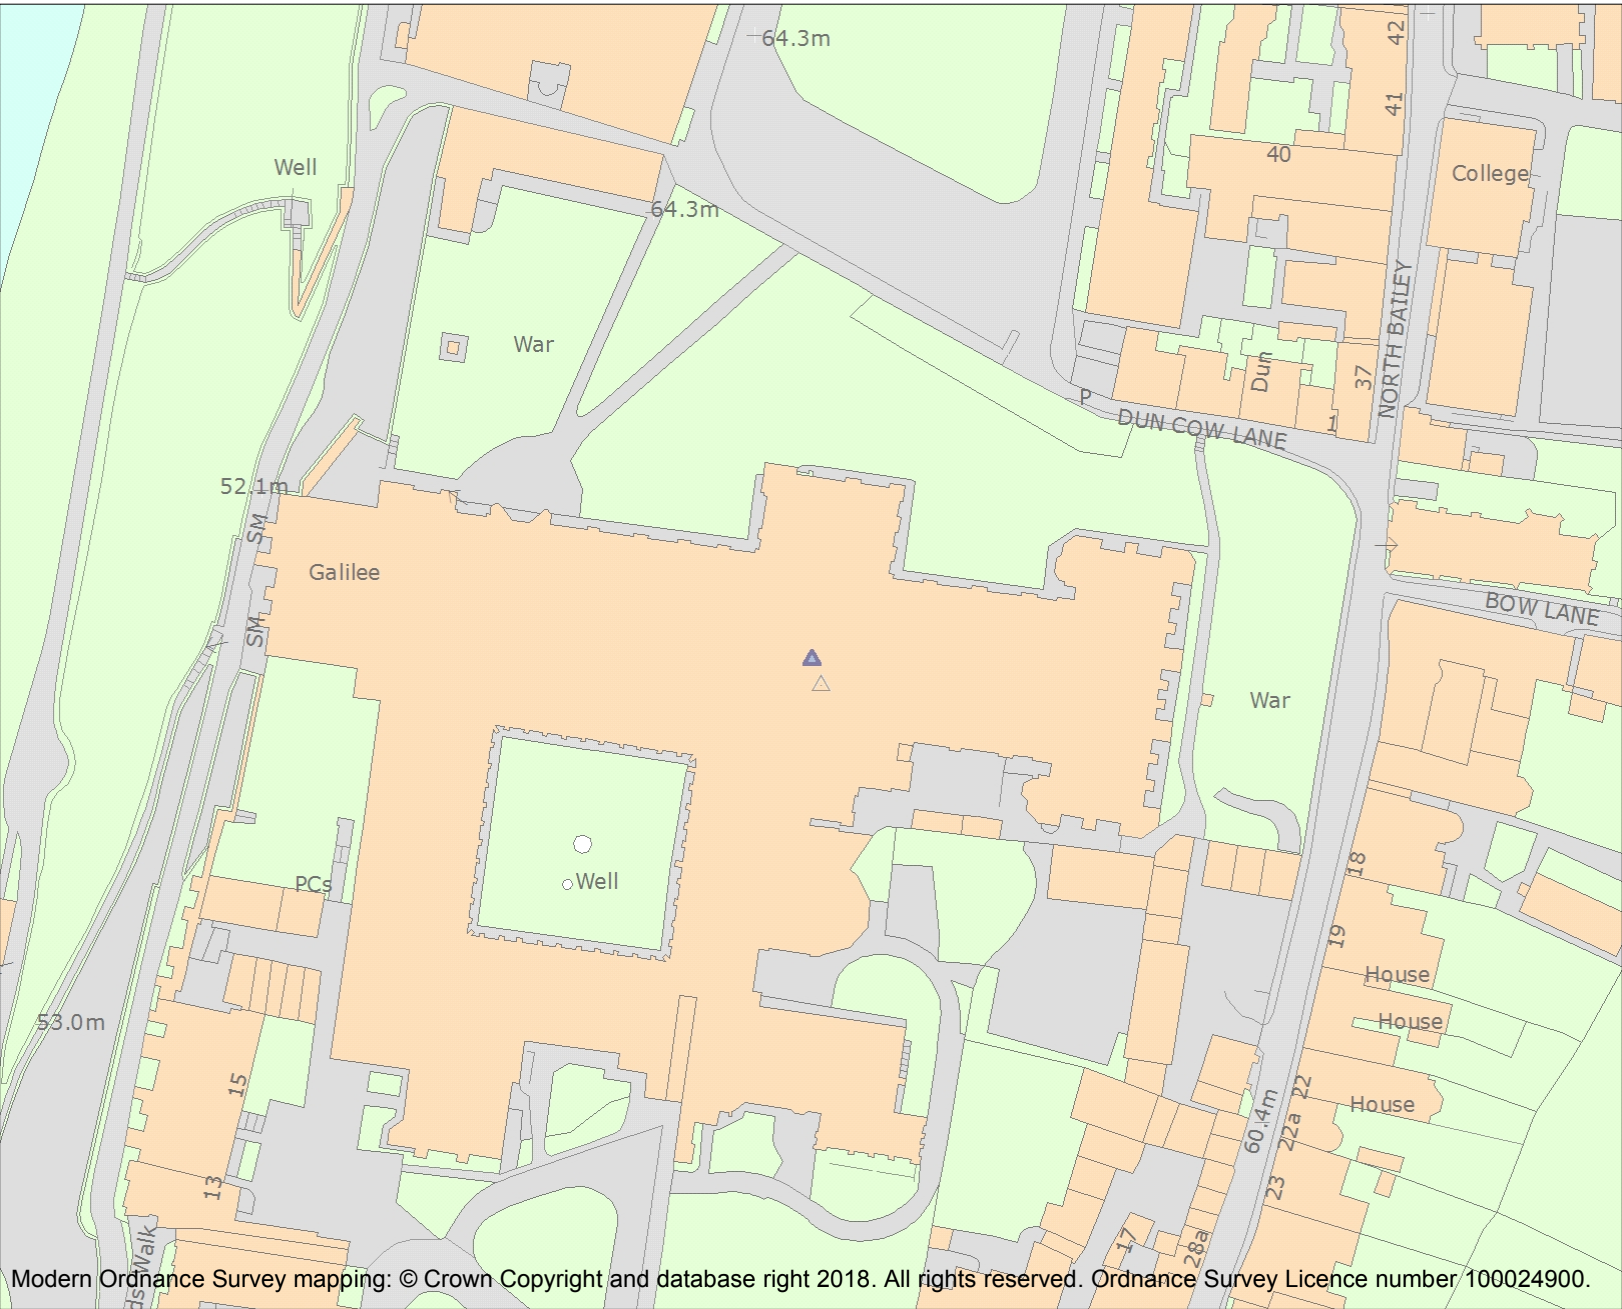 64.3m
42
41
40
Well
College
64.3m
War
NORTH BAILEY
Dun
37
P
1
DUN COW LANE
52.1m
SM
Galilee
BOW LANE
SM
War
18
PCs
Well
19
House
53.0m
House
15
22
House
60.4m
22a
13
23
17
28a
ds Walk
Modern Ordnance Survey mapping: © Crown Copyright and database right 2018. All rights reserved. Ordnance Survey Licence number 100024900.